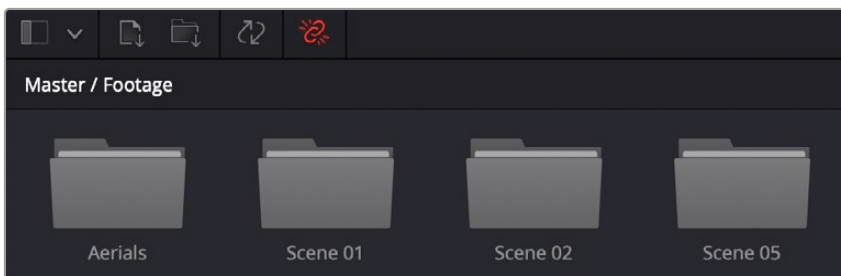 Master / Footage
Aerials
Scene 01
Scene 02
Scene 05